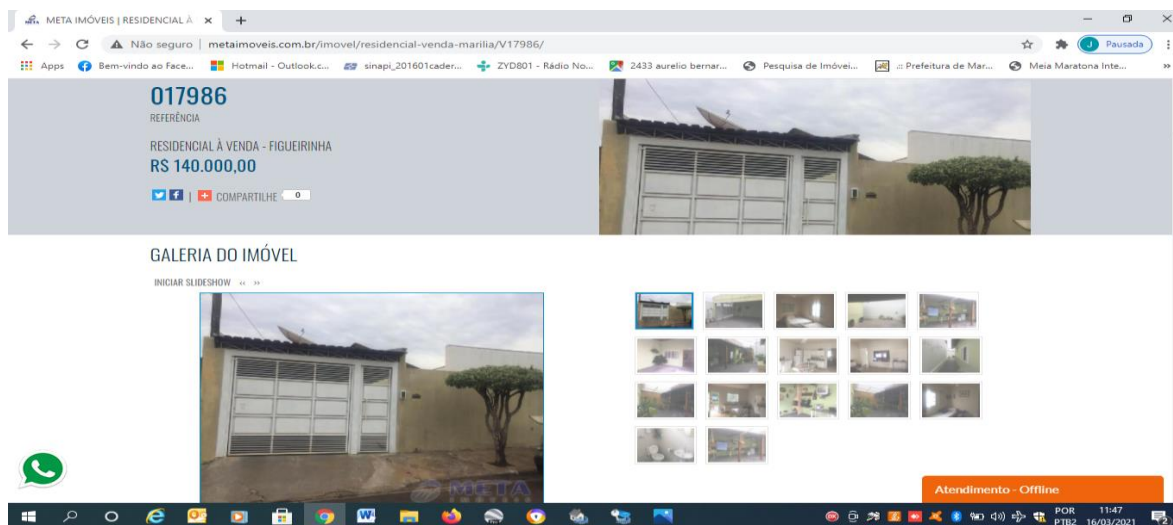 META IMÓVEIS | RESIDENCIAL À
Não seguro | metaimoveis.com.br/imovel/residencial-venda-marilia/V17986/
Pausada
Apps Bem-vindo ao Face... Hotmail - Outlook.c... sinapi_201601cader... ZYD801 - Rádio No... 2433 aurelio bernar... Pesquisa de Imóvei... .:: Prefeitura de Mar... Meia Maratona Inte... »
017986
REFERÊNCIA
RESIDENCIAL À VENDA - FIGUEIRINHA
R$ 140.000,00
| COMPARTILHE 0
GALERIA DO IMÓVEL
INICIAR SLIDESHOW ‹‹ ››
META
Atendimento - Offline
POR 11:47
PTB2 16/03/2021